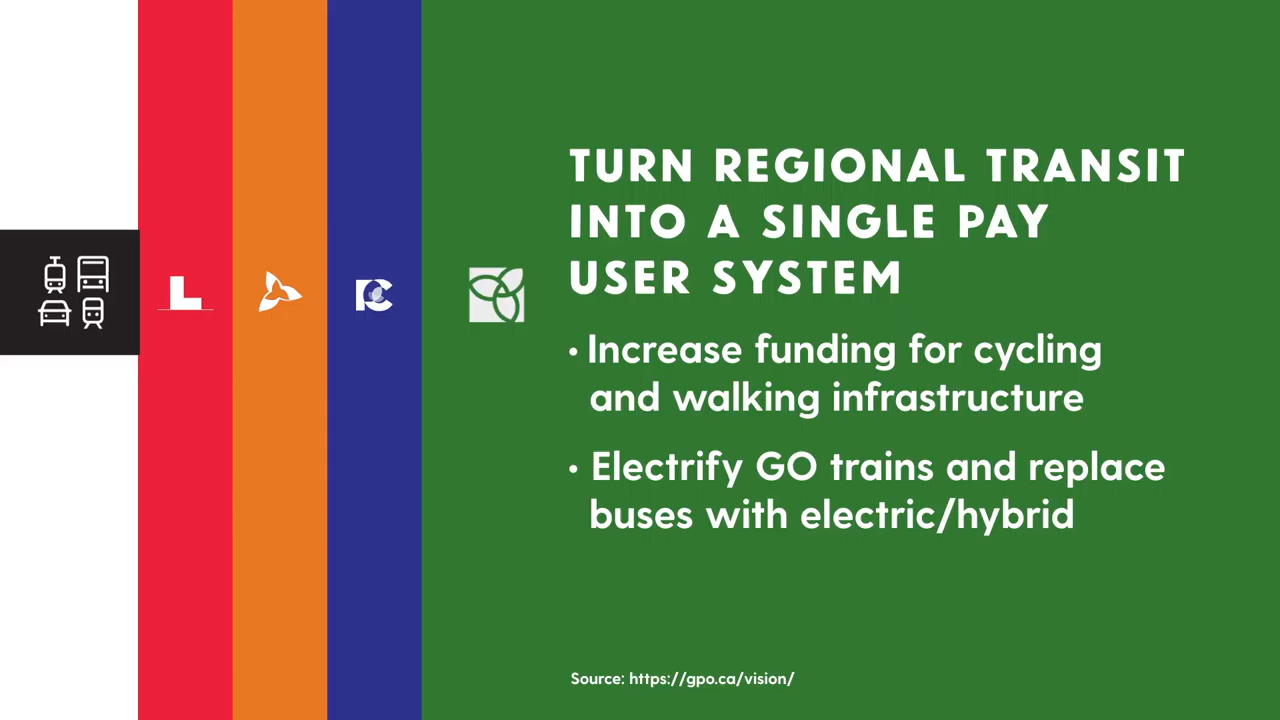 TURN REGIONAL TRANSIT
INTO A SINGLE PAY
USER SYSTEM
• Increase funding for cycling
and walking infrastructure
• Electrify GO trains and replace
buses with electric/hybrid
L
PC
Source: https://gpo.ca/vision/